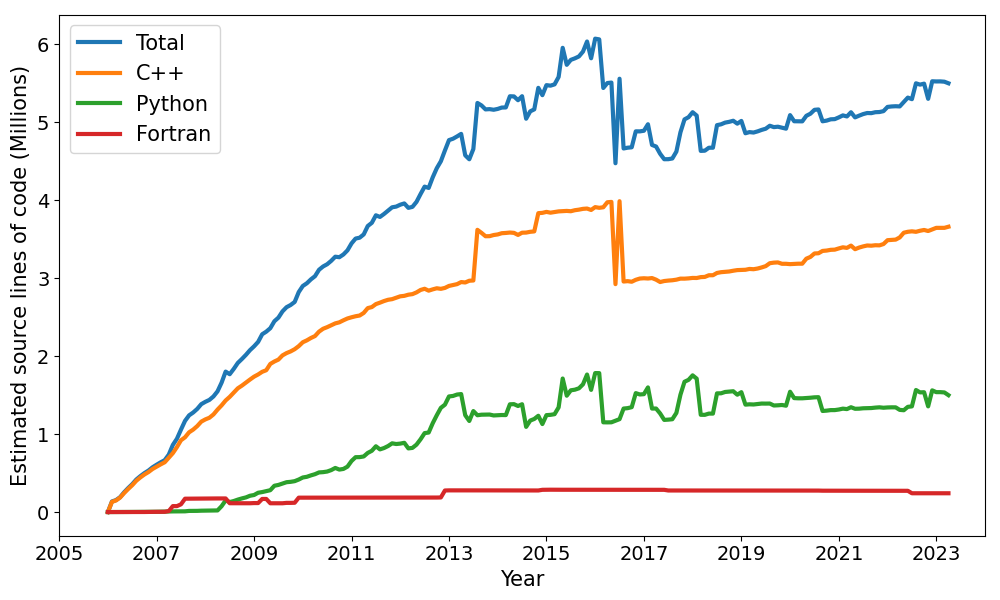 Total
C++
Python
Fortran
Estimated source lines of code (Millions)
6
5
4
3
2
1
0
2005 2007 2009 2011 2013 2015 2017 2019 2021 2023
Year